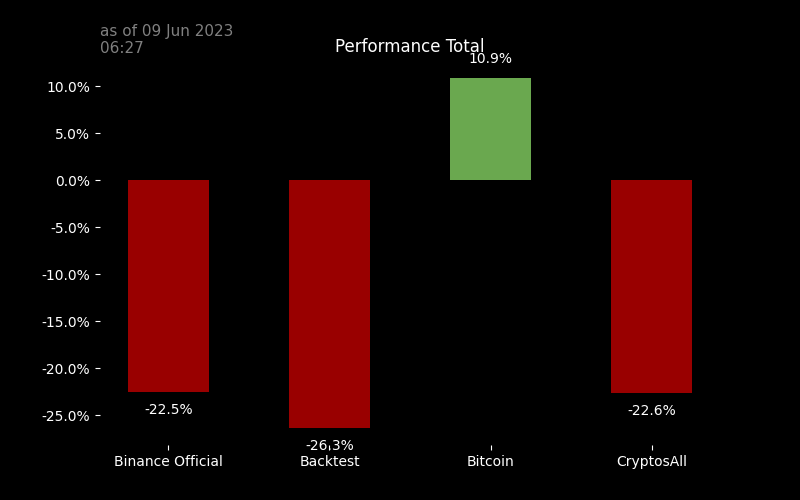 as of 09 Jun 2023
06:27
Performance Total
10.9%
10.0%
5.0%
0.0%
-5.0%
-10.0%
-15.0%
-20.0%
-25.0%
-22.5%
-26.3%
-22.6%
Binance Official
Backtest
Bitcoin
CryptosAll